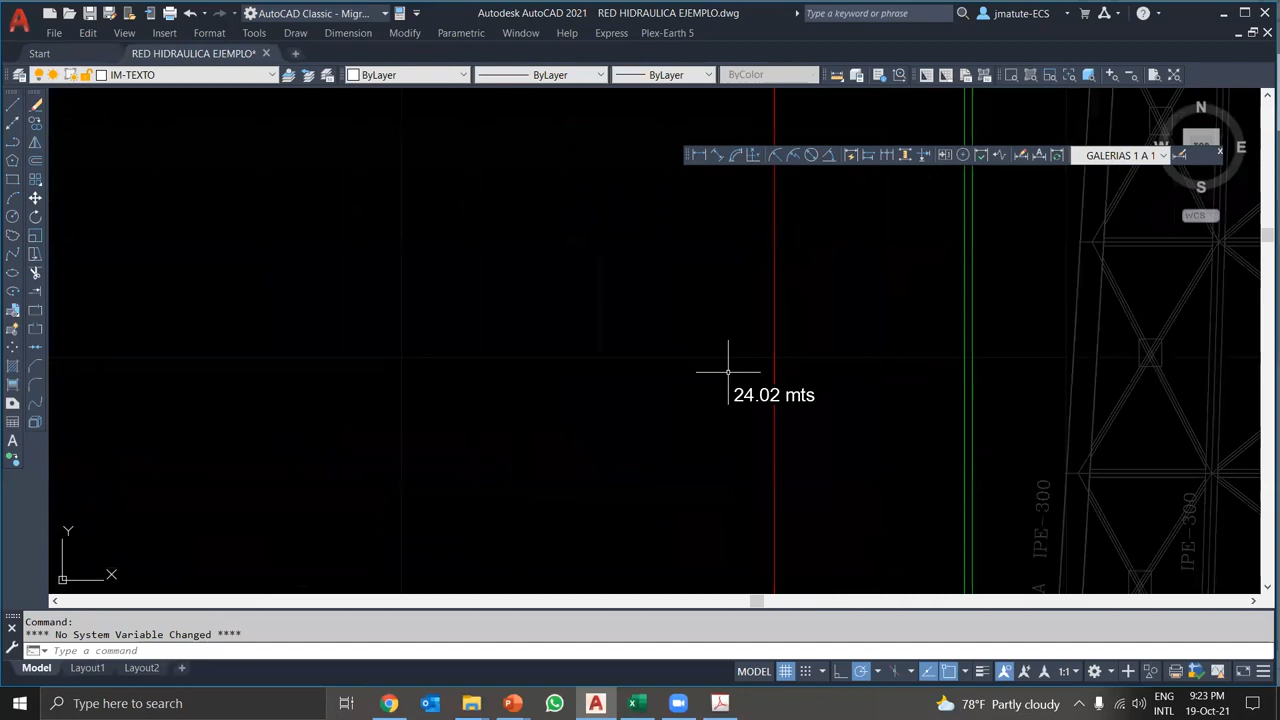 AutoCAD Classic - Migr...
Autodesk AutoCAD 2021 RED HIDRAULICA EJEMPLO.dwg
Type a keyword or phrase
jmatute-ECS
File Edit View Insert Format Tools Draw Dimension Modify Parametric Window Help Express Plex-Earth 5
Start
RED HIDRAULICA EJEMPLO*
IM-TEXTO
ByLayer
ByLayer
ByLayer
ByColor
N
GALERIAS 1 A 1
W
E
S
WCS
24.02 mts
IPE-300
IPE-300
A
Y
X
Command:
**** No System Variable Changed ****
Type a command
Model Layout1 Layout2
MODEL
1:1
Type here to search
78°F Partly cloudy
ENG
INTL
9:23 PM
19-Oct-21